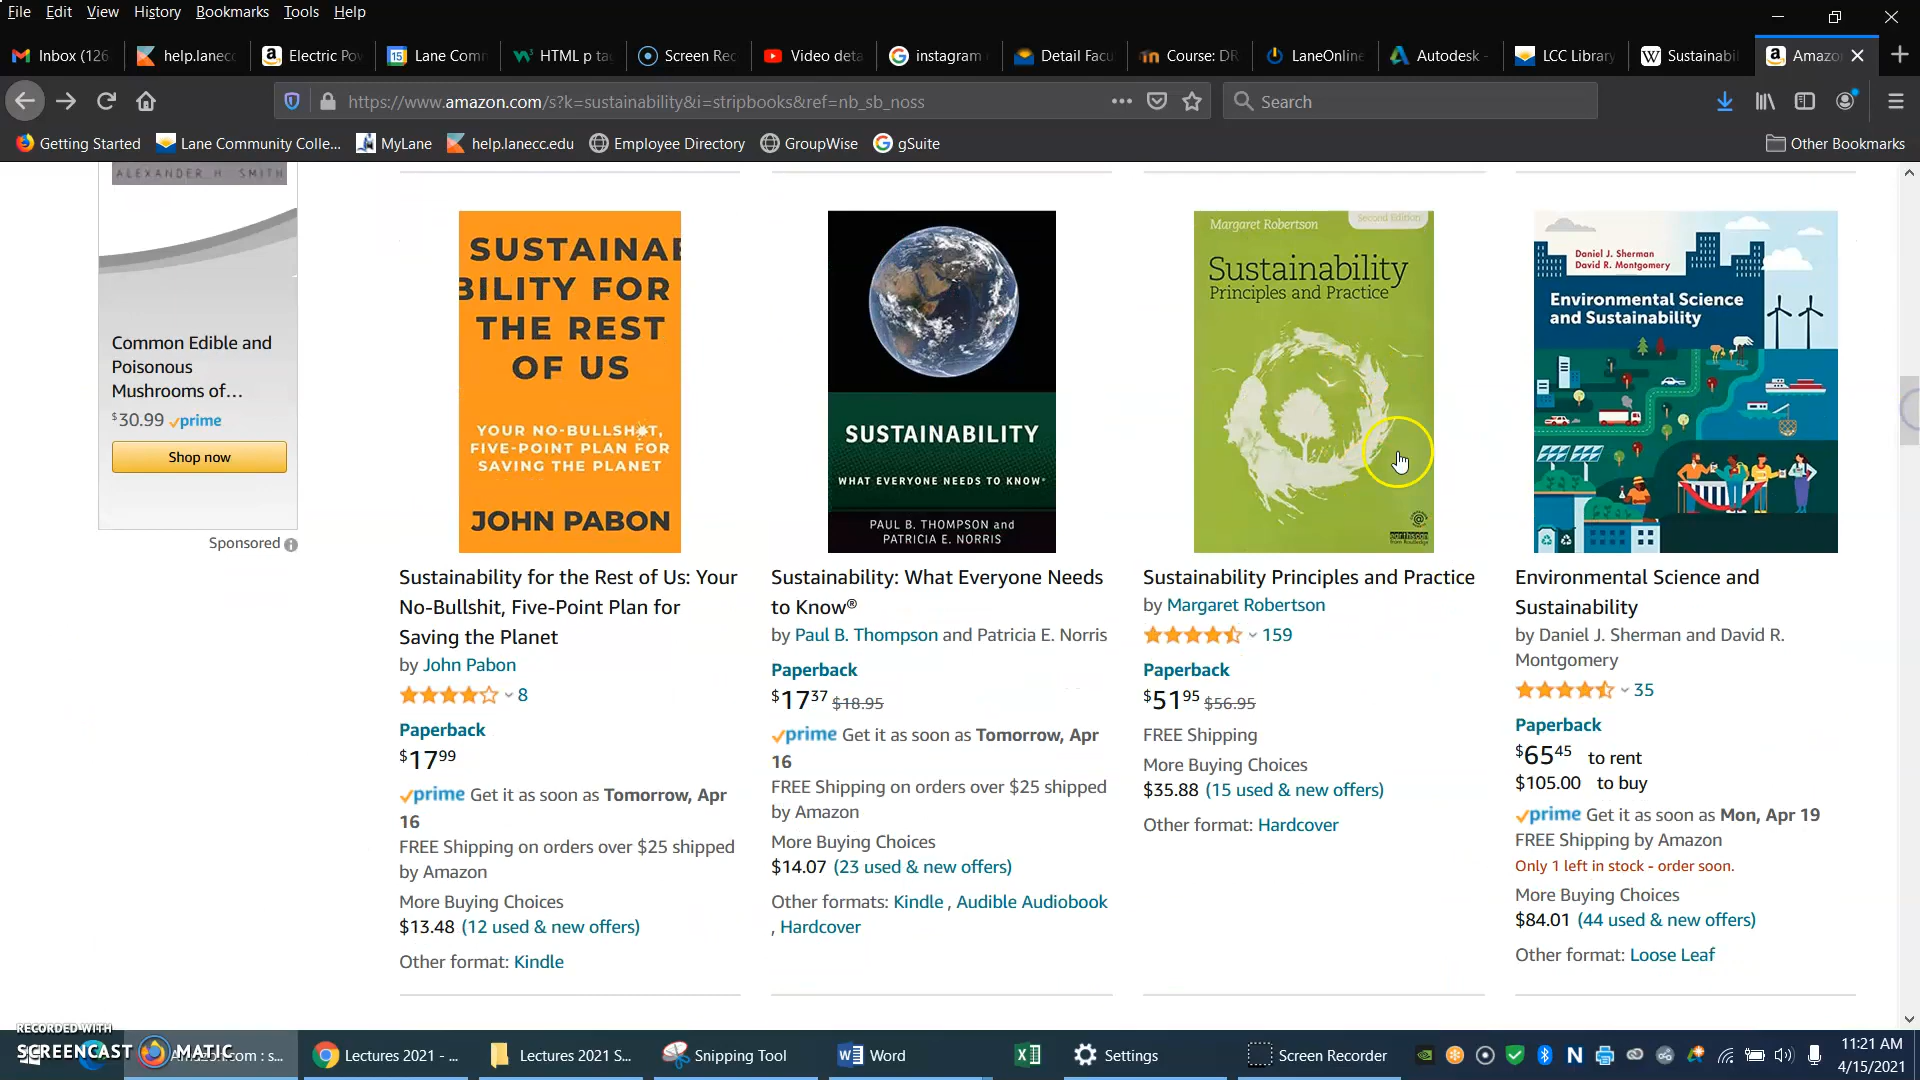 File Edit View History Bookmarks Tools Help
Inbox (126 help.lanecc Electric Po Lane Comm HTML p ta Screen Rec Video deta instagram Detail Facu Course: DR LaneOnline Autodesk - LCC Library Sustainabil Amazo
https://www.amazon.com/s?k=sustainability&i=stripbooks&ref=nb_sb_noss Search
Getting Started Lane Community Colle... MyLane help.lanecc.edu Employee Directory GroupWise gSuite Other Bookmarks
ALEXANDER H. SMITH
Common Edible and
Poisonous
Mushrooms of...
$30.99 prime
Shop now
Sponsored
SUSTAINAB
BILITY FOR
THE REST
OF US
YOUR NO-BULLSH*T,
FIVE-POINT PLAN FOR
SAVING THE PLANET
JOHN PABON
Sustainability for the Rest of Us: Your
No-Bullshit, Five-Point Plan for
Saving the Planet
by John Pabon
8
Paperback
$17.99
prime Get it as soon as Tomorrow, Apr
16
FREE Shipping on orders over $25 shipped
by Amazon
More Buying Choices
$13.48 (12 used & new offers)
Other format: Kindle
SUSTAINABILITY
WHAT EVERYONE NEEDS TO KNOW®
PAUL B. THOMPSON and
PATRICIA E. NORRIS
Sustainability: What Everyone Needs
to Know®
by Paul B. Thompson and Patricia E. Norris
Paperback
$17.37 $18.95
prime Get it as soon as Tomorrow, Apr
16
FREE Shipping on orders over $25 shipped
by Amazon
More Buying Choices
$14.07 (23 used & new offers)
Other formats: Kindle , Audible Audiobook
, Hardcover
Margaret Robertson Second Edition
Sustainability
Principles and Practice
earthscan
from Routledge
Sustainability Principles and Practice
by Margaret Robertson
159
Paperback
$51.95 $56.95
FREE Shipping
More Buying Choices
$35.88 (15 used & new offers)
Other format: Hardcover
Daniel J. Sherman
David R. Montgomery
Environmental Science
and Sustainability
Environmental Science and
Sustainability
by Daniel J. Sherman and David R.
Montgomery
35
Paperback
$65.45 to rent
$105.00 to buy
prime Get it as soon as Mon, Apr 19
FREE Shipping by Amazon
Only 1 left in stock - order soon.
More Buying Choices
$84.01 (44 used & new offers)
Other format: Loose Leaf
RECORDED WITH
SCREENCAST MATIC
Amazon.com : s... Lectures 2021 - ... Lectures 2021 S... Snipping Tool Word Settings Screen Recorder
11:21 AM
4/15/2021